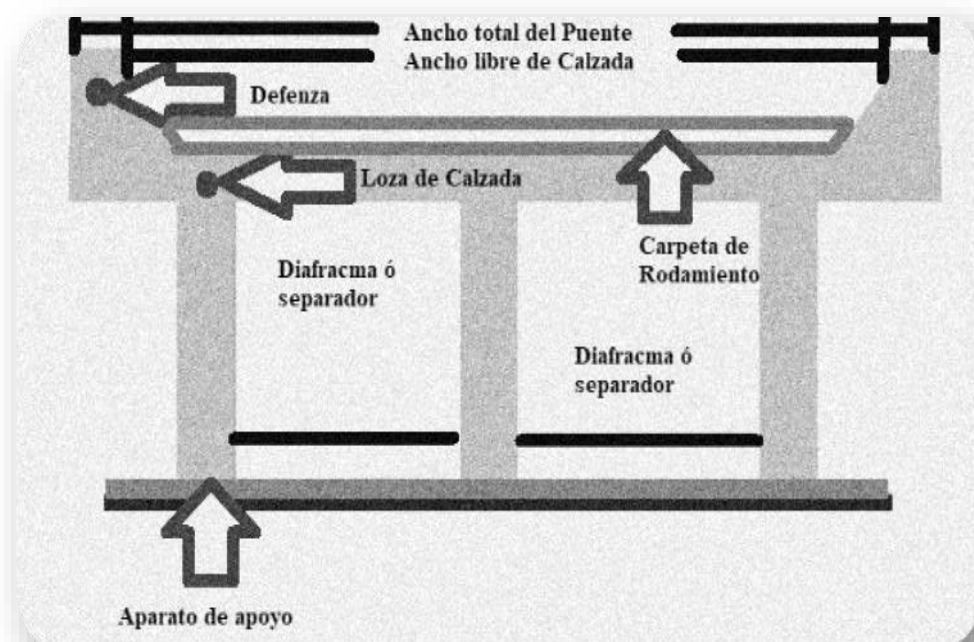 Ancho total del Puente
Ancho libre de Calzada
Defenza
Loza de Calzada
Carpeta de
Rodamiento
Diafracma ó
separador
Diafracma ó
separador
Aparato de apoyo